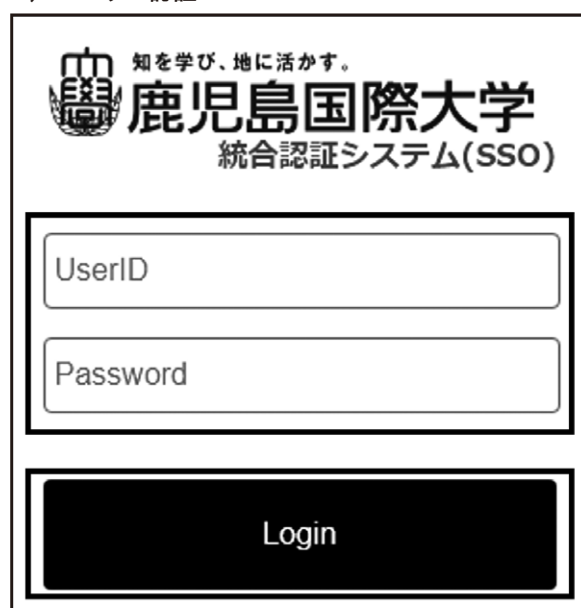 知を学び、地に活かす。
鹿児島国際大学
統合認証システム(SSO)
UserID
Password
Login